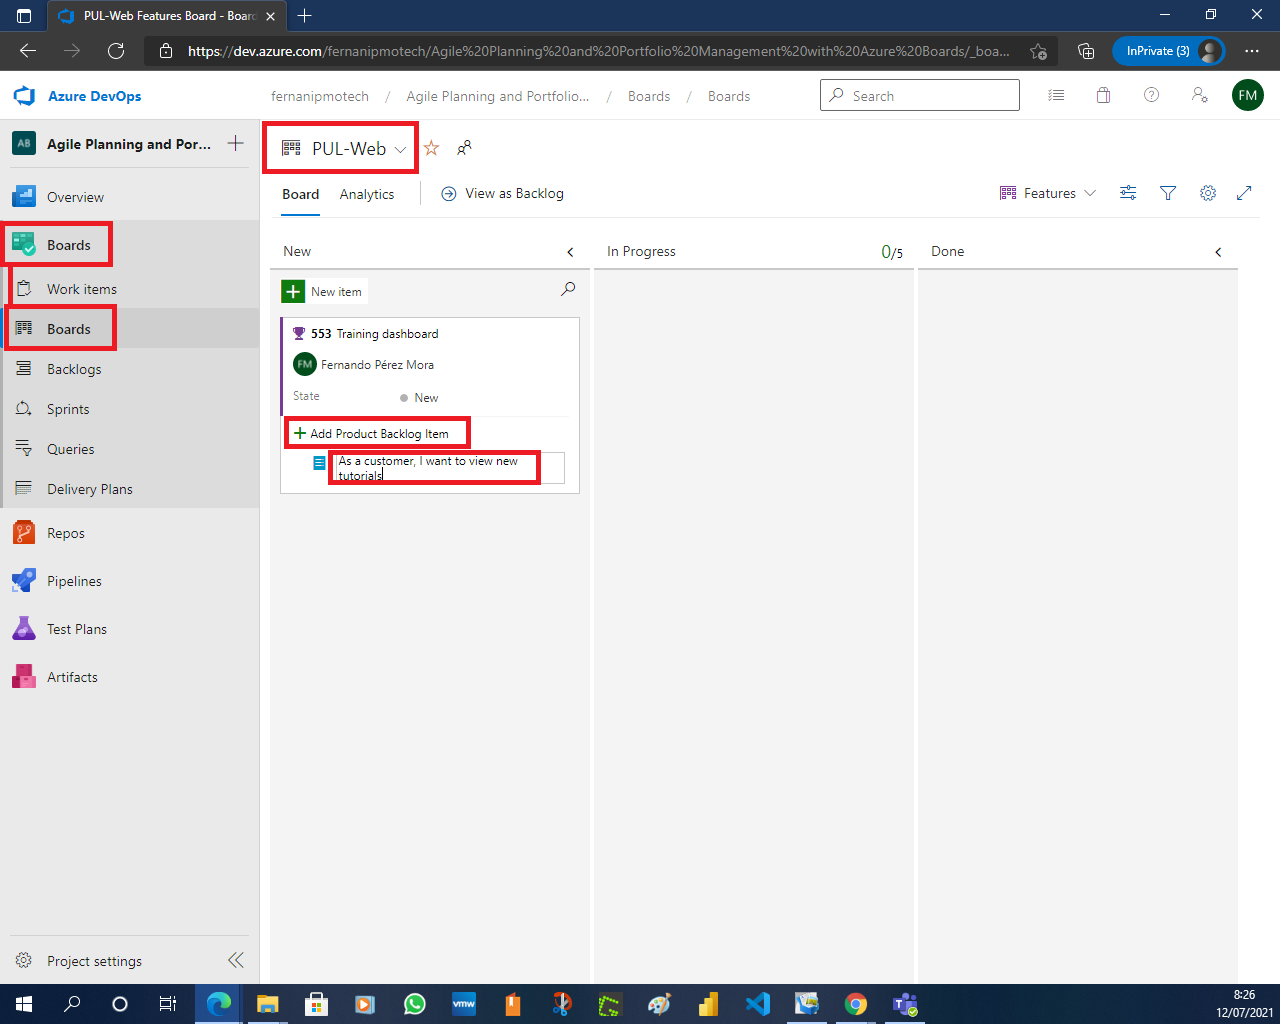 PUL-Web Features Board - Board
https://dev.azure.com/fernanipmotech/Agile%20Planning%20and%20Portfolio%20Management%20with%20Azure%20Boards/_boa...
InPrivate (3)
Azure DevOps
fernanipmotech / Agile Planning and Portfolio... / Boards / Boards
Search
FM
AB
Agile Planning and Por...
PUL-Web
Overview
Board
Analytics
View as Backlog
Features
Boards
New
In Progress
0/5
Done
Work items
New item
Boards
553 Training dashboard
Backlogs
FM
Fernando Pérez Mora
State
New
Sprints
Add Product Backlog Item
Queries
As a customer, I want to view new
tutorials
Delivery Plans
Repos
Pipelines
Test Plans
Artifacts
Project settings
vmw
8:26
12/07/2021